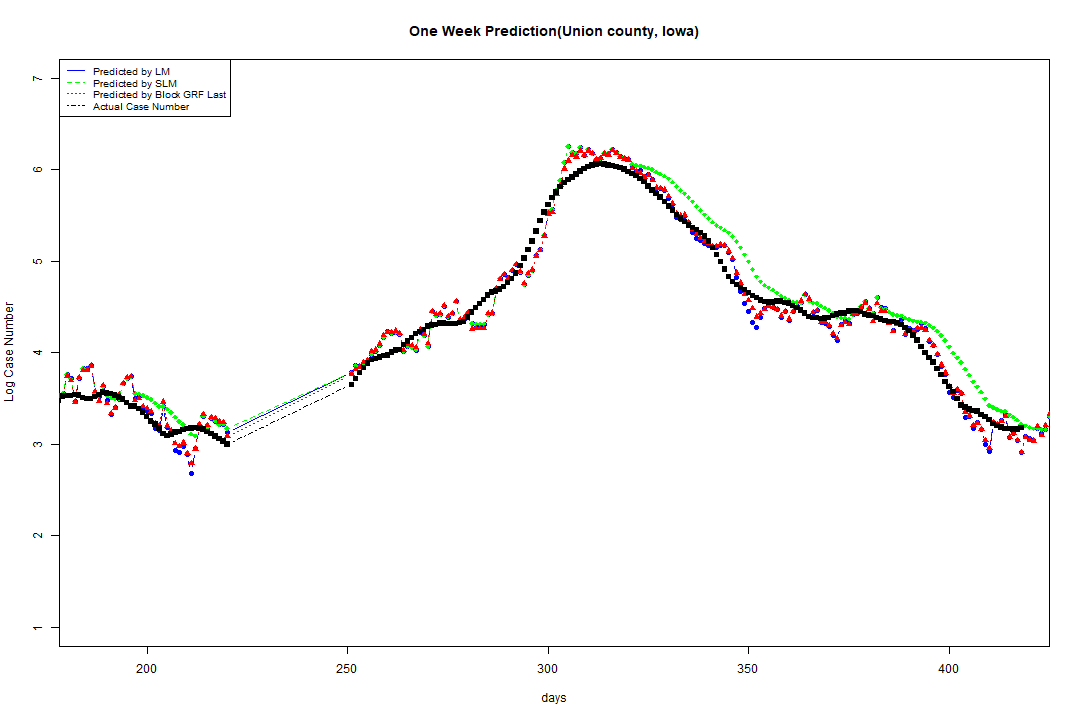 One Week Prediction(Union county, Iowa)
Predicted by LM
Predicted by SLM
Predicted by Block GRF Last
Actual Case Number
7
6
5
4
3
2
1
Log Case Number
200 250 300 350 400
days